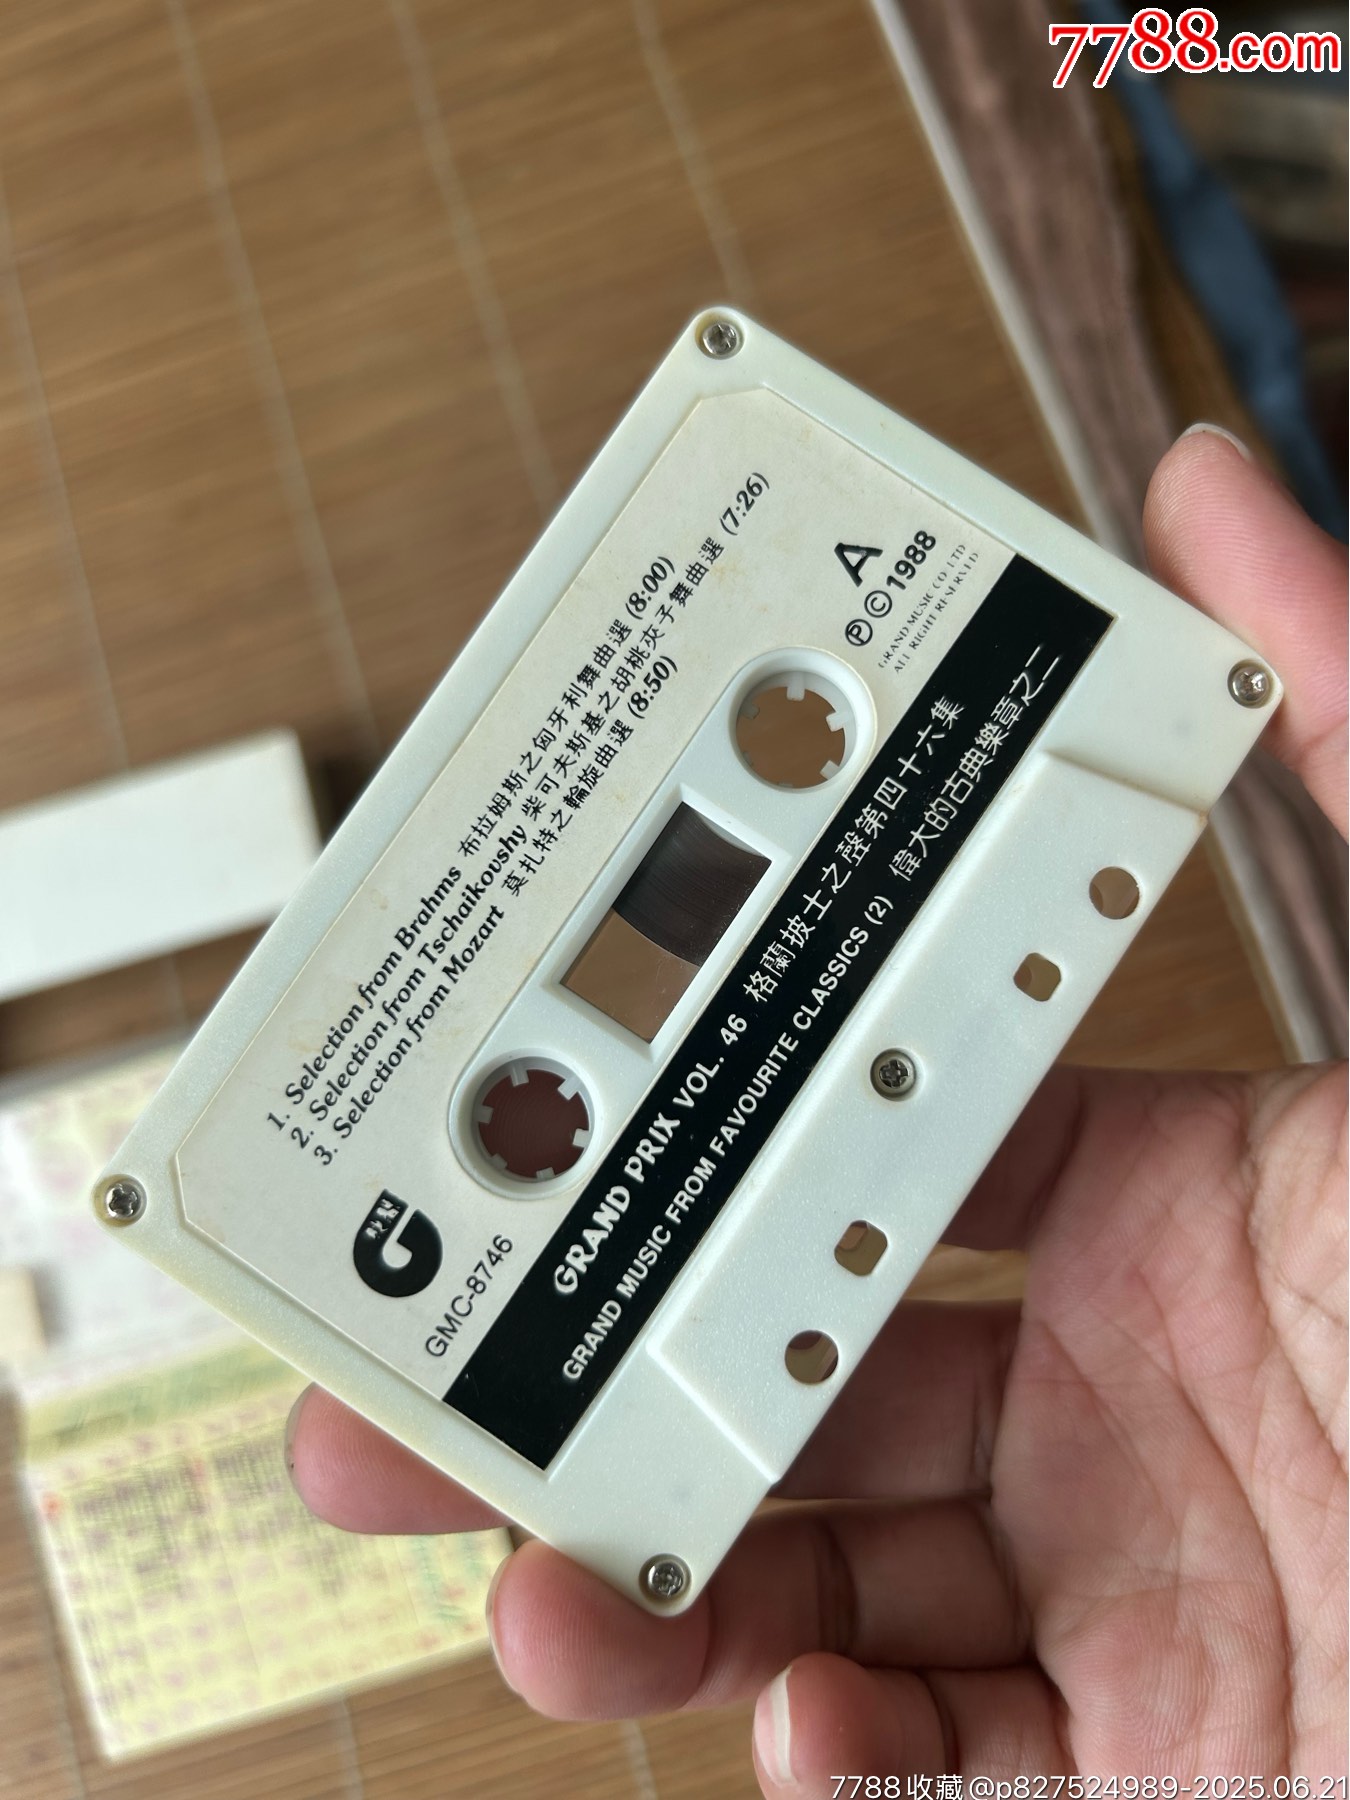 7788.com
1. Selection from Brahms 布拉姆斯之匈牙利舞曲選 (8:00)
2. Selection from Tschaikovshy 柴可夫斯基之胡桃夾子舞曲選 (7:26)
3. Selection from Mozart 莫扎特之輪旋曲選 (8:50)
A
Ⓟ © 1988
GRAND MUSIC CO. LTD.
ALL RIGHT RESERVED
GMC-8746
GRAND PRIX VOL. 46 格蘭披士之聲第四十六集
GRAND MUSIC FROM FAVOURITE CLASSICS (2) 偉大的古典樂章之二
7788收藏@p827524989-2025.06.21